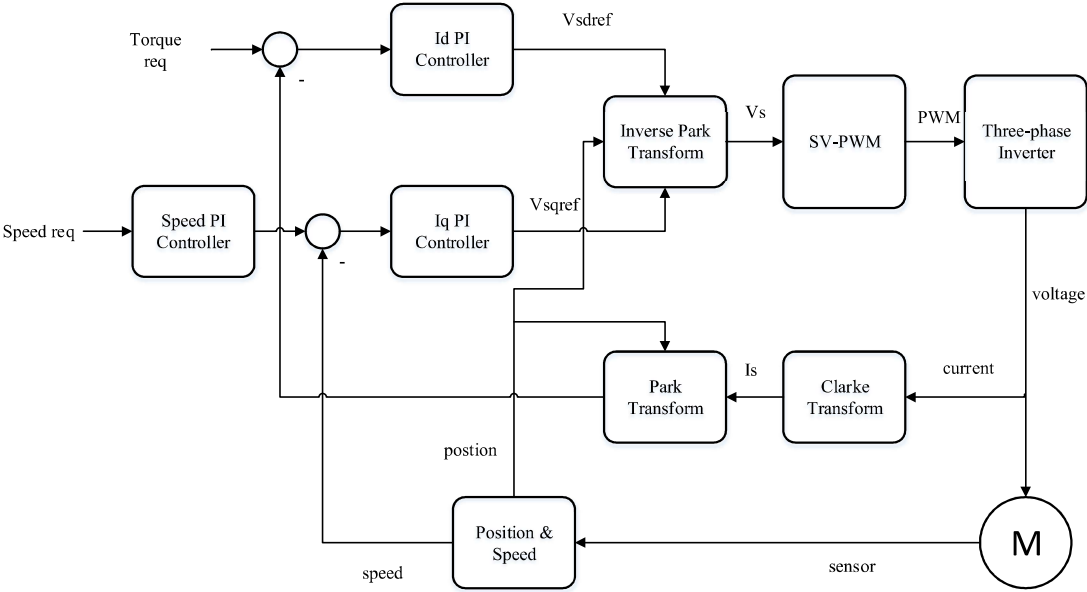 Torque
req
-
Id PI
Controller
Vsdref
Inverse Park
Transform
Vs
SV-PWM
PWM
Three-phase
Inverter
Speed req
Speed PI
Controller
-
Iq PI
Controller
Vsqref
voltage
Park
Transform
Is
Clarke
Transform
current
postion
Position &
Speed
speed
sensor
M